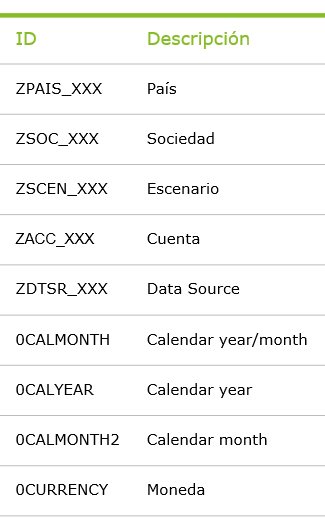 ID Descripción
ZPAIS_XXX País
ZSOC_XXX Sociedad
ZSCEN_XXX Escenario
ZACC_XXX Cuenta
ZDTSR_XXX Data Source
0CALMONTH Calendar year/month
0CALYEAR Calendar year
0CALMONTH2 Calendar month
0CURRENCY Moneda